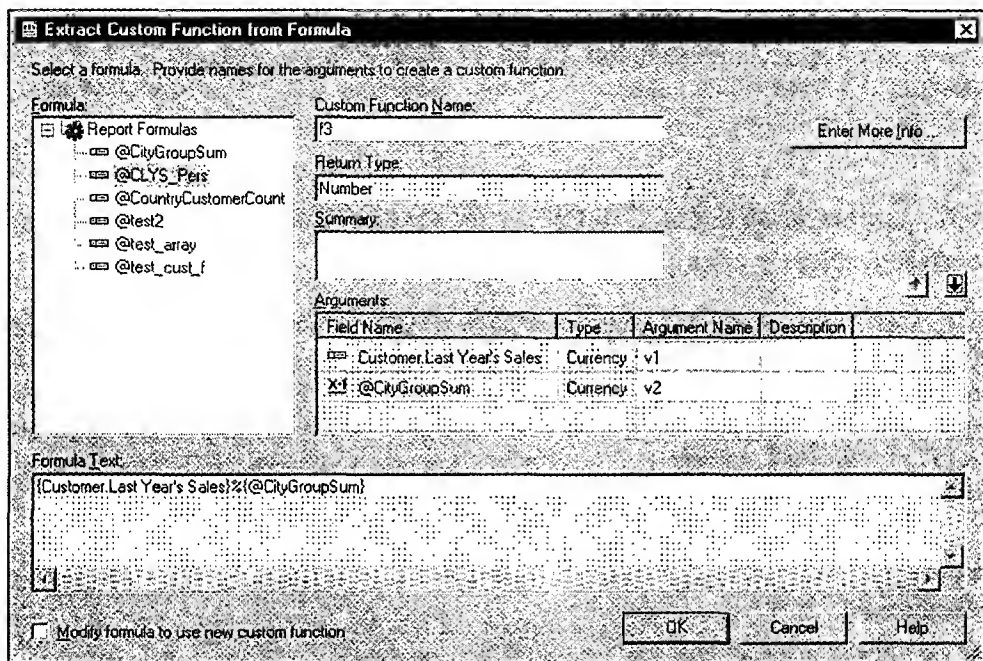 Extract Custom Function from Formula
Select a formula. Provide names for the arguments to create a custom function.
Formula:
Report Formulas
@CityGroupSum
@CLYS_Pers
@CountryCustomerCount
@test2
@test_array
@test_cust_f
Custom Function Name:
f3
Enter More Info ...
Return Type:
Number
Summary:
Arguments:
Field Name Type Argument Name Description
Customer.Last Year's Sales Currency v1
X·f @CityGroupSum Currency v2
Formula Text:
{Customer.Last Year's Sales}%{@CityGroupSum}
Modify formula to use new custom function
OK Cancel Help